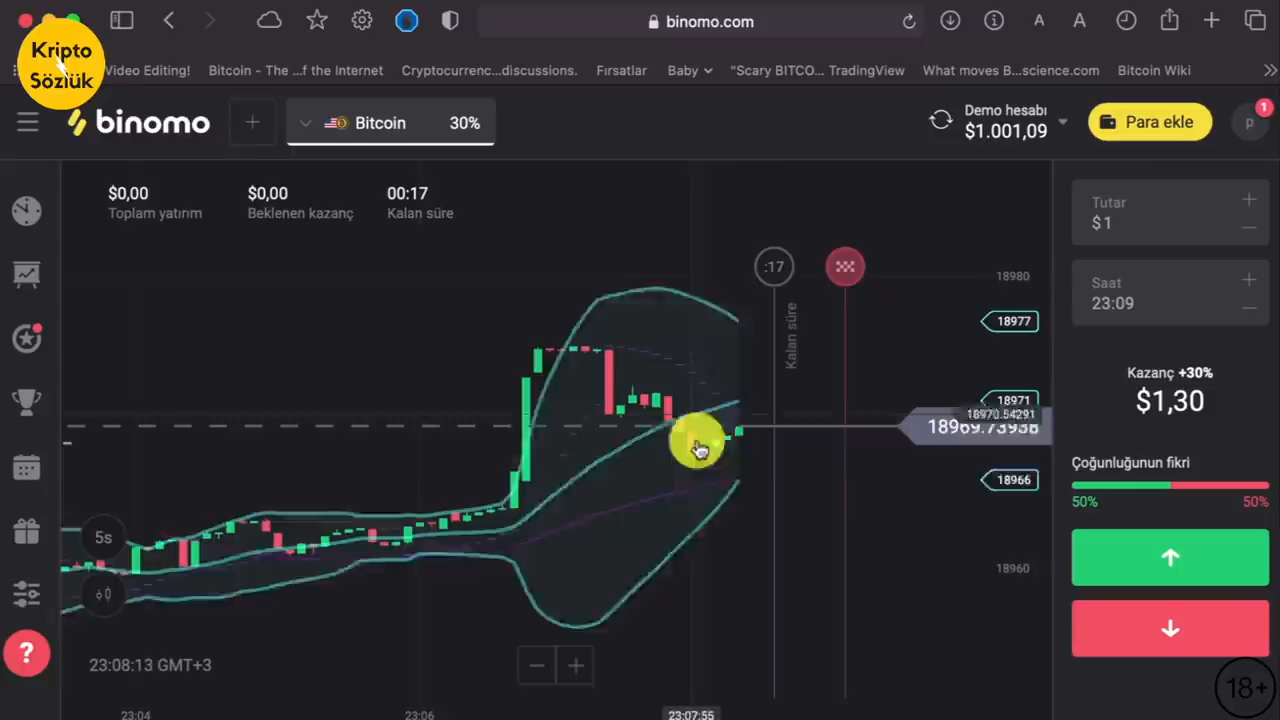 binomo.com
A
A
Kripto
Sözlük
Video Editing!
Bitcoin - The ...f the Internet
Cryptocurrenc...discussions.
Fırsatlar
Baby
"Scary BITCO... TradingView
What moves B...science.com
Bitcoin Wiki
binomo
Bitcoin
30%
Demo hesabı
$1.001,09
Para ekle
p
1
$0,00
Toplam yatırım
$0,00
Beklenen kazanç
00:17
Kalan süre
Tutar
$1
:17
Kalan süre
18980
Saat
23:09
18977
Kazanç +30%
$1,30
18971
18970.54291
18969.73938
Çoğunluğunun fikri
18966
50%
50%
5s
18960
?
23:08:13 GMT+3
18+
23:04
23:06
23:07:55